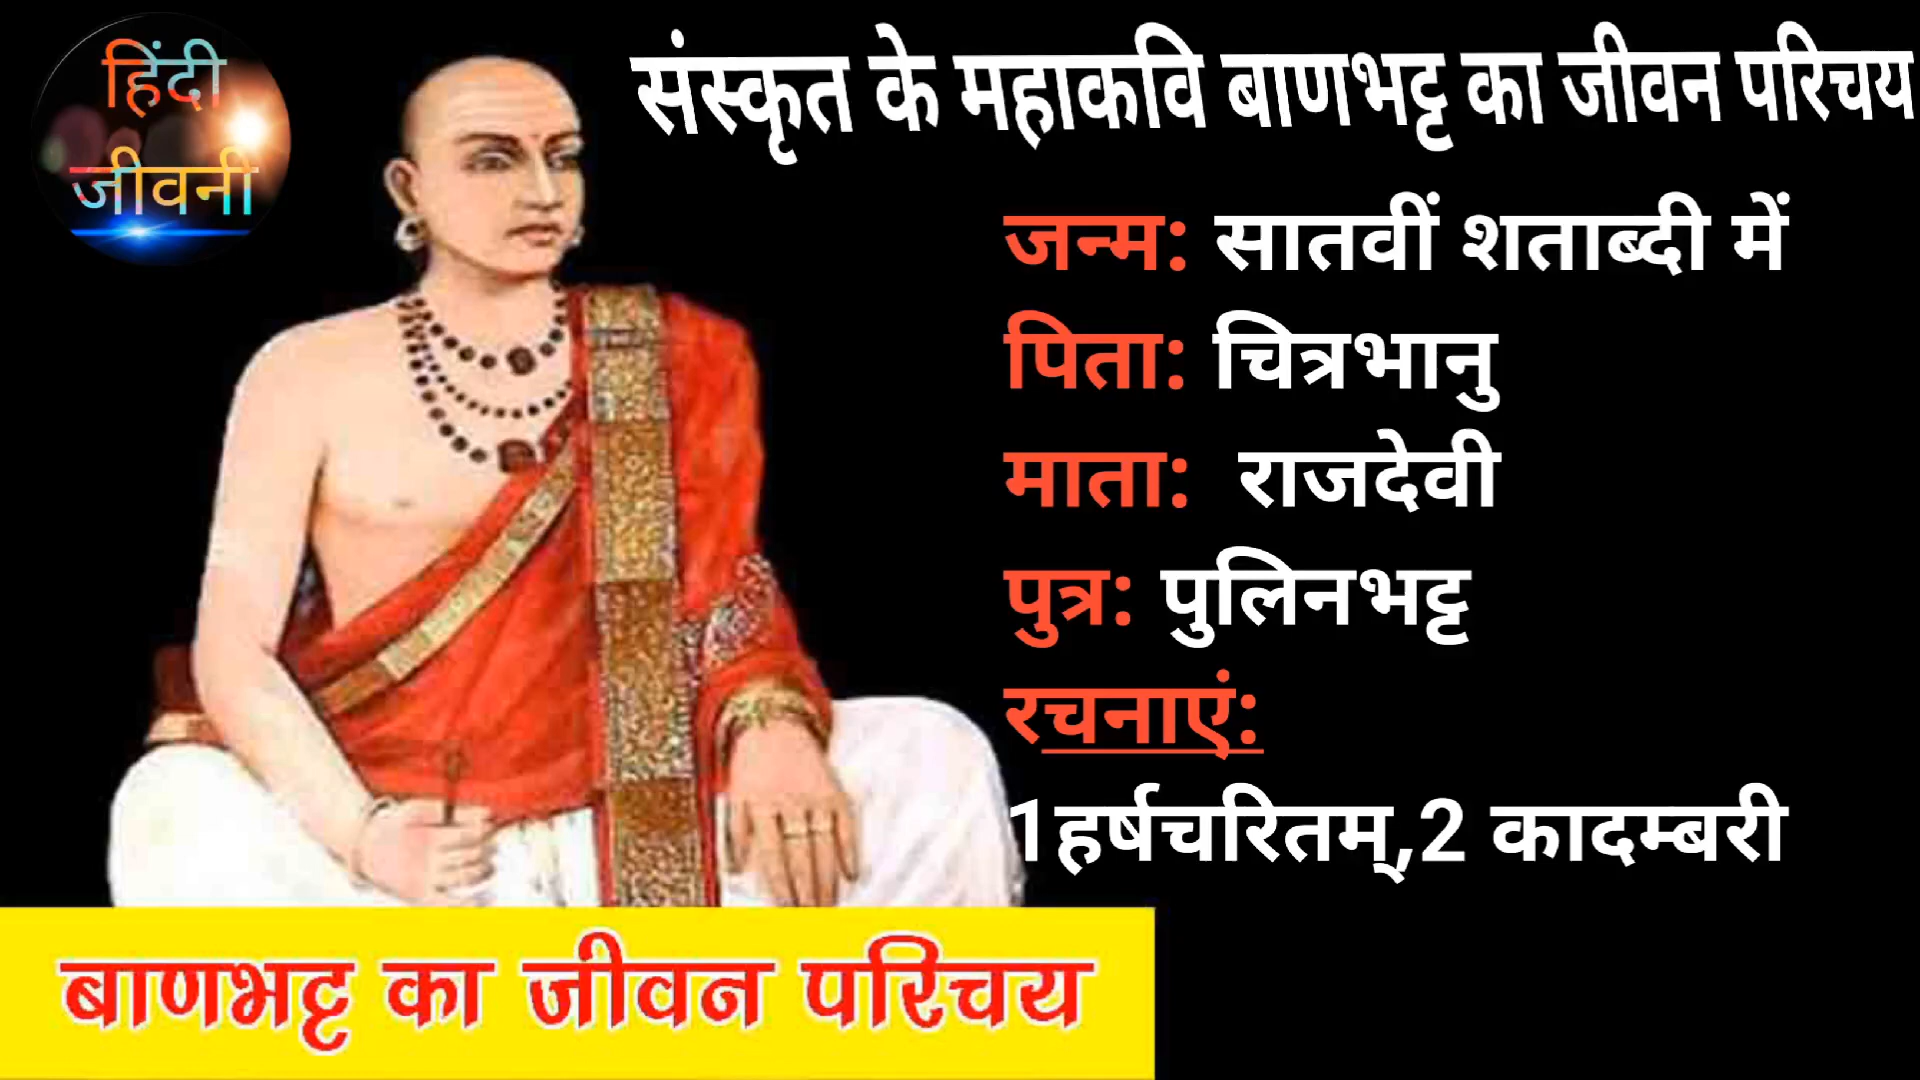 हिंदी
जीवनी
संस्कृत के महाकवि बाणभट्ट का जीवन परिचय
जन्म: सातवीं शताब्दी में
पिता: चित्रभानु
माता: राजदेवी
पुत्र: पुलिनभट्ट
रचनाएं:
1हर्षचरितम्,2 कादम्बरी
बाणभट्ट का जीवन परिचय